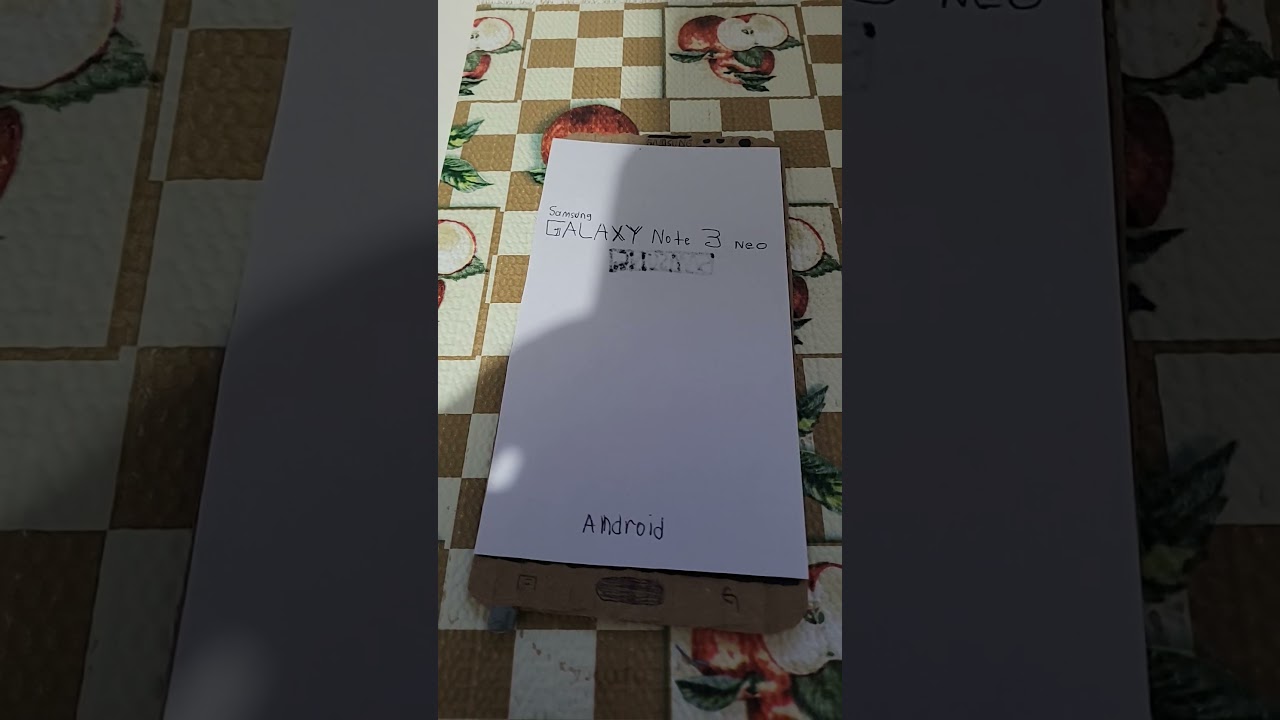 Samsung
GALAXY Note 3 Neo
Android